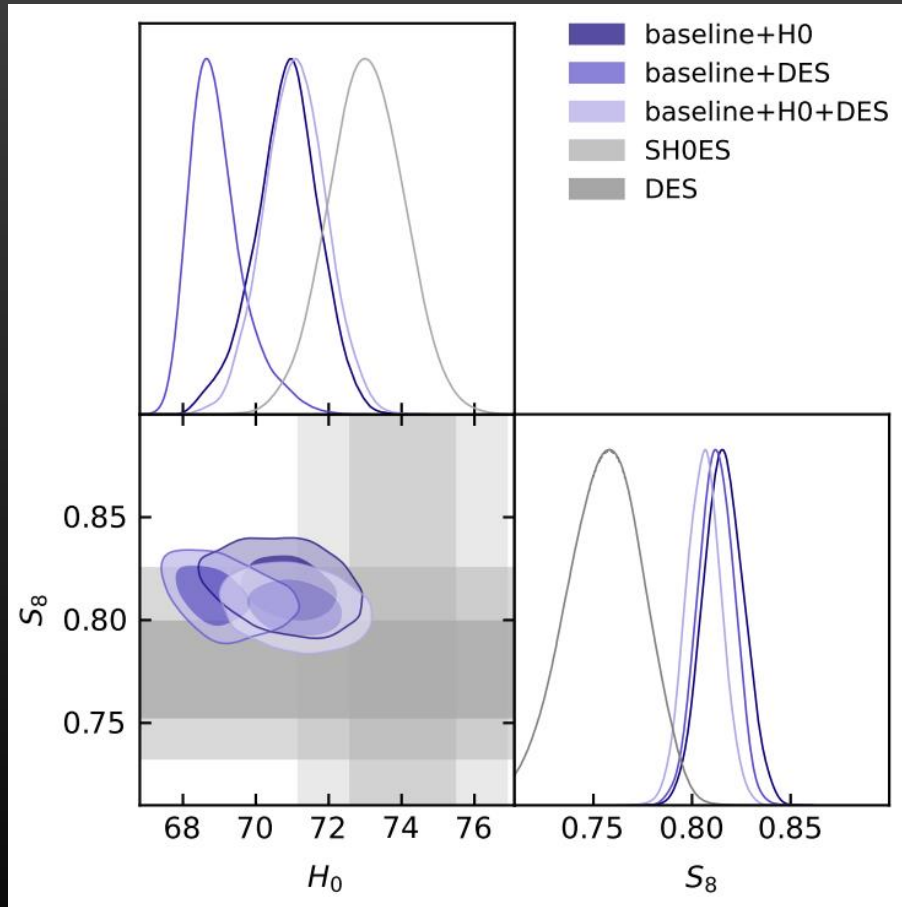 baseline+H0
baseline+DES
baseline+H0+DES
SH0ES
DES
0.85
0.80
0.75
S₈
68 70 72 74 76
H₀
0.75 0.80 0.85
S₈